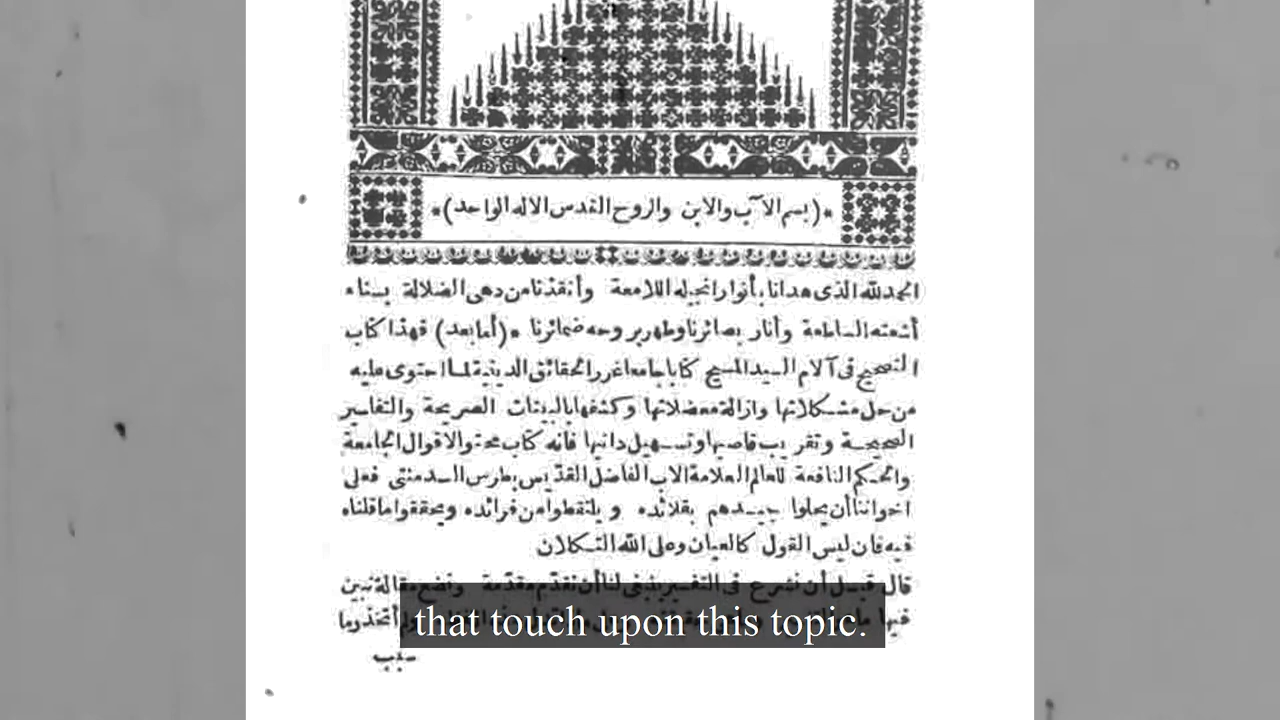 *(بسم الآب والابن والروح القدس الاله الواحد)*
الحمد لله الذى هدانا بأنوار انجيله اللامعة وأنقذنا من دهى الضلالة بسناء
أشعته الساطعة وأنار بصائرنا وطهر بروحه ضمائرنا *(أما بعد) فهذا كتاب
التصحيح فى آلام السيد المسيح كتابا جامعا غرر الحقائق الدينية لما احتوى عليه
من حل مشكلاتها وازالة معضلاتها وكشفها بالبينات الصريحة والتفاسير
الصحيحة وتقريب قاصيها وتسهيل دانيها فانه كتاب محتو الاقوال الجامعة
والحكم النافعة للعالم العلامة الاب الفاضل القديس بطرس السدمنتى فعلى
اخواننا أن يحلوا جيدهم بقلائده ويلتقطوا من فرائده ويحققوا ما قلناه
فيه فان ليس القول كالعيان وعلى الله التكلان
قال قبل أن نشرع فى التفسير ينبغى لنا أن نقدم مقدمة ونضع مقالة نبين
فيها
that touch upon this topic.